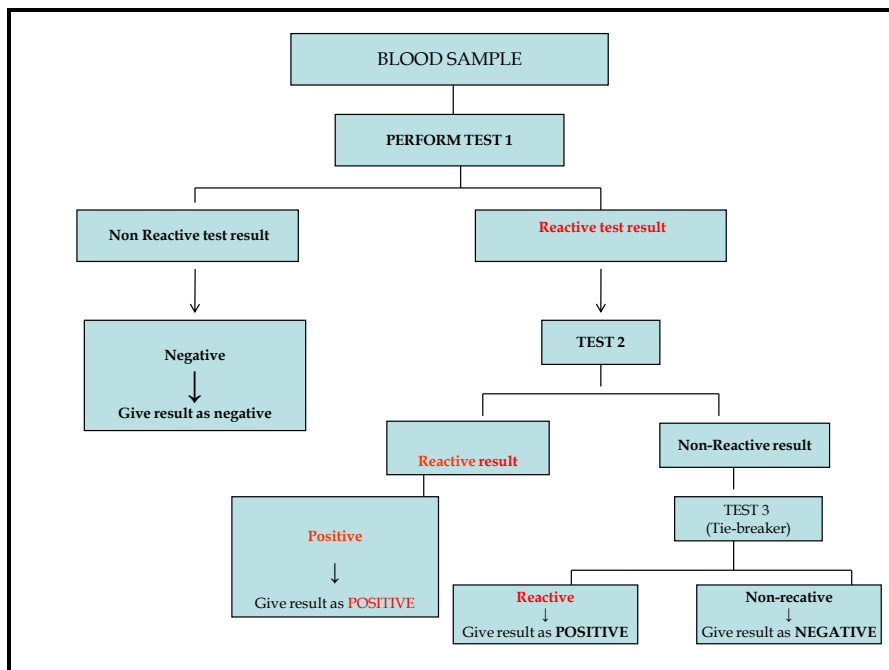 BLOOD SAMPLE
PERFORM TEST 1
Non Reactive test result
Reactive test result
Negative
Give result as negative
TEST 2
Reactive result
Non-Reactive result
Positive
Give result as POSITIVE
TEST 3
(Tie-breaker)
Reactive
Give result as POSITIVE
Non-recative
Give result as NEGATIVE